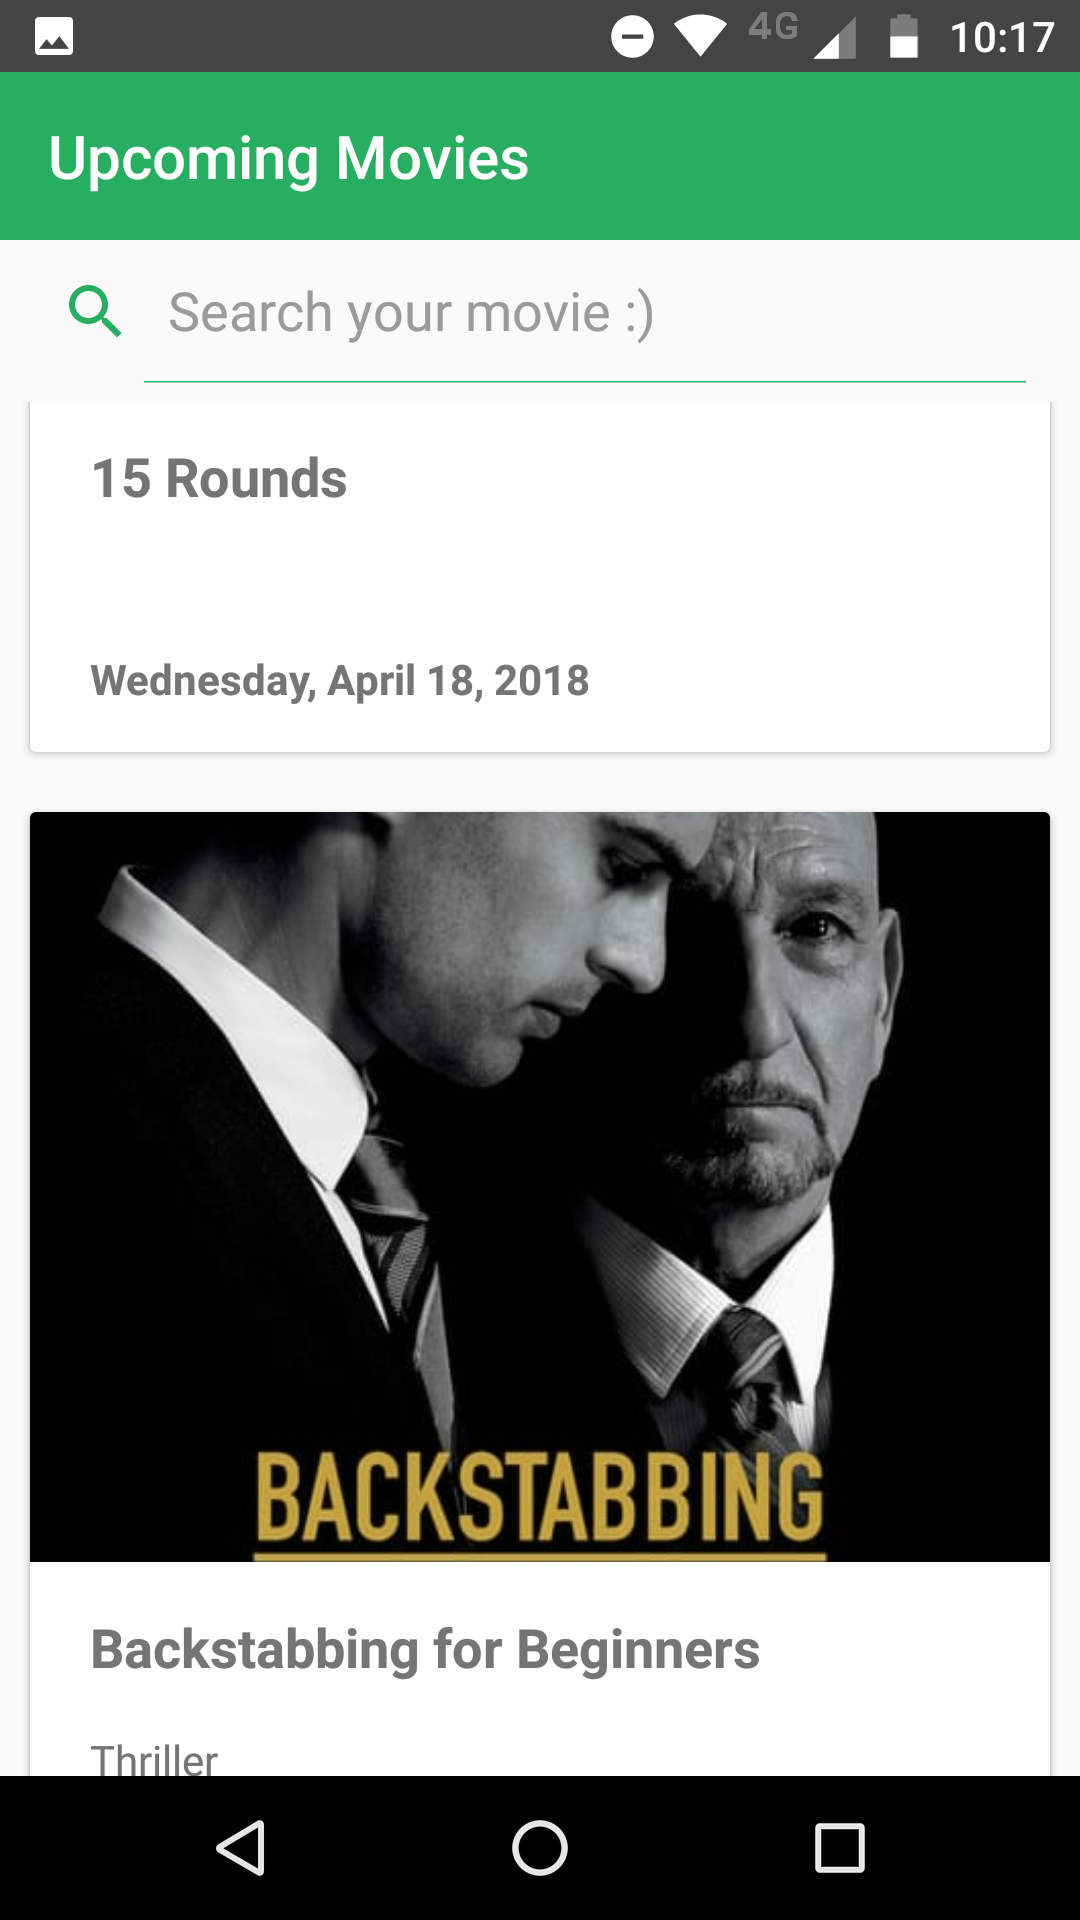 4G 10:17
Upcoming Movies
Search your movie :)
15 Rounds
Wednesday, April 18, 2018
BACKSTABBING
Backstabbing for Beginners
Thriller